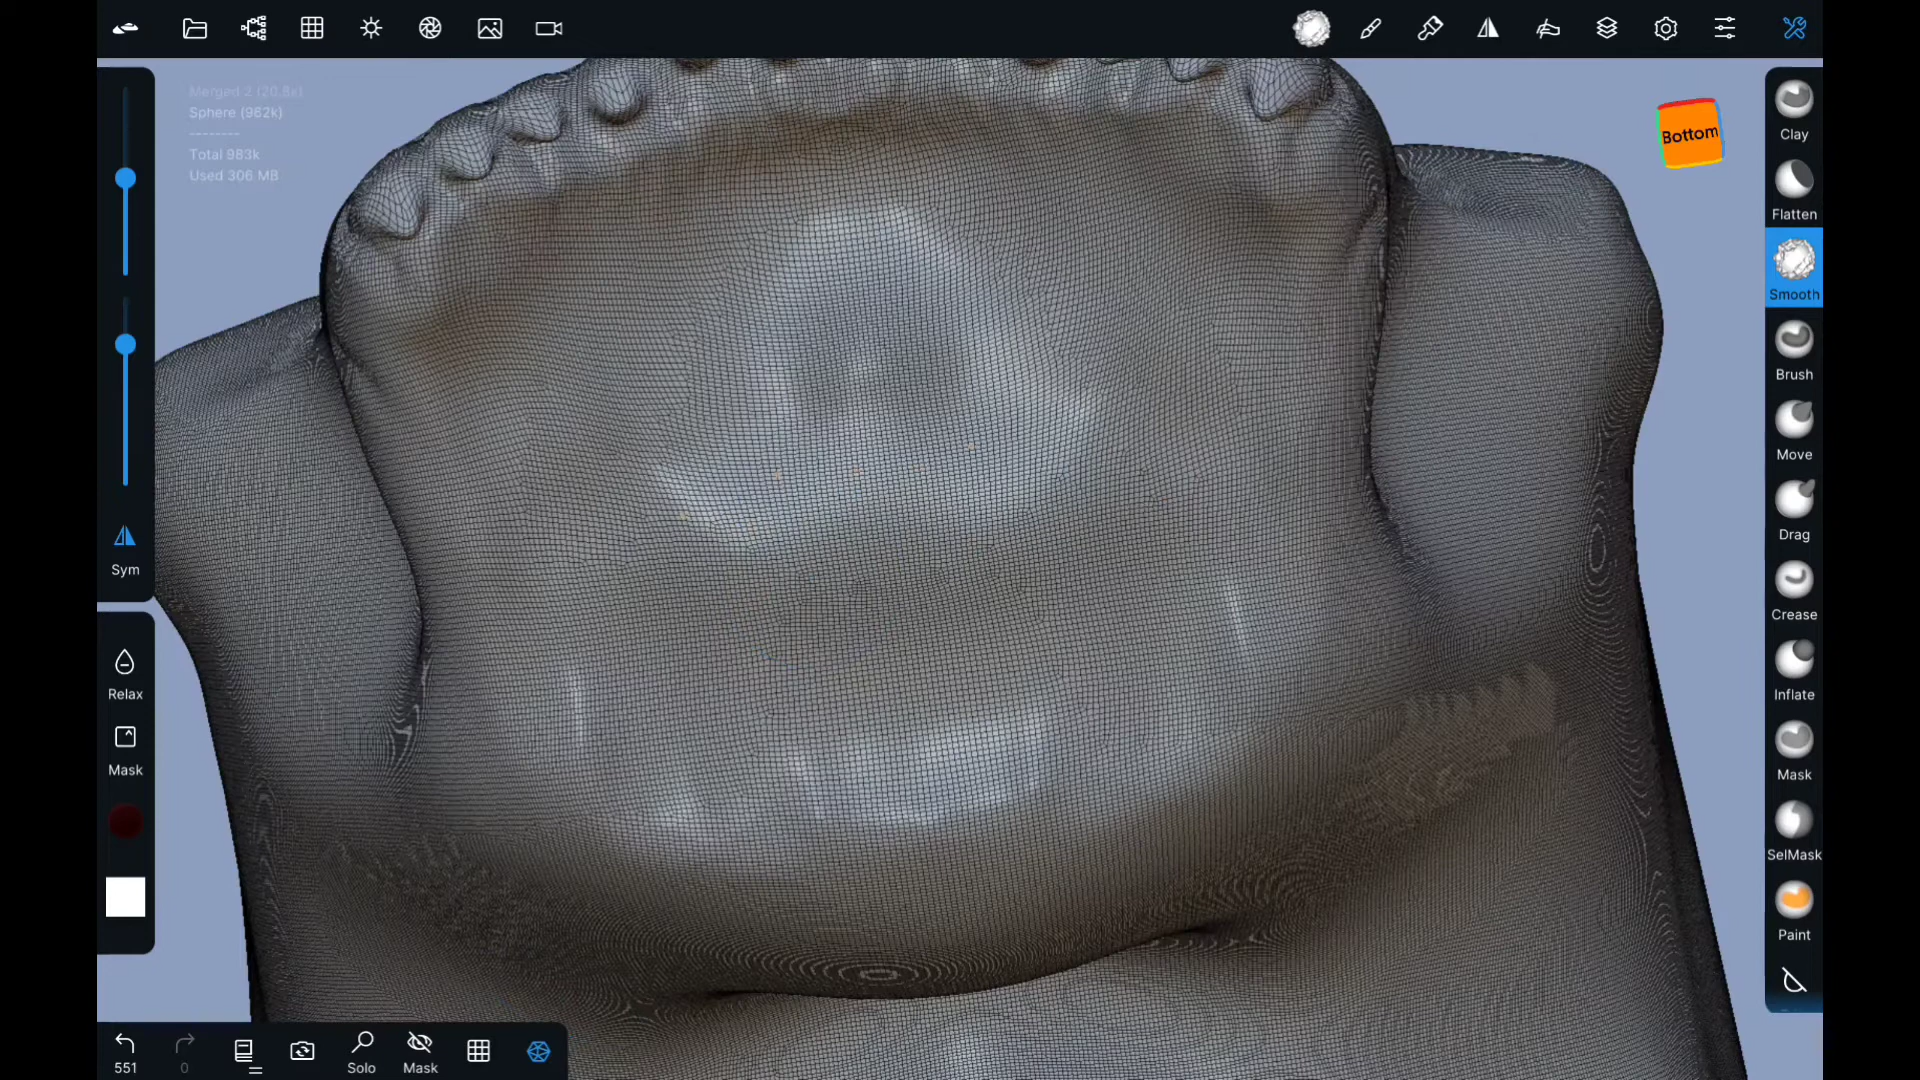 Merged 2 (20.8k)
Sphere (962k)
--------
Total 983k
Used 306 MB
Bottom
Sym
Relax
Mask
Clay
Flatten
Smooth
Brush
Move
Drag
Crease
Inflate
Mask
SelMask
Paint
551
0
Solo
Mask